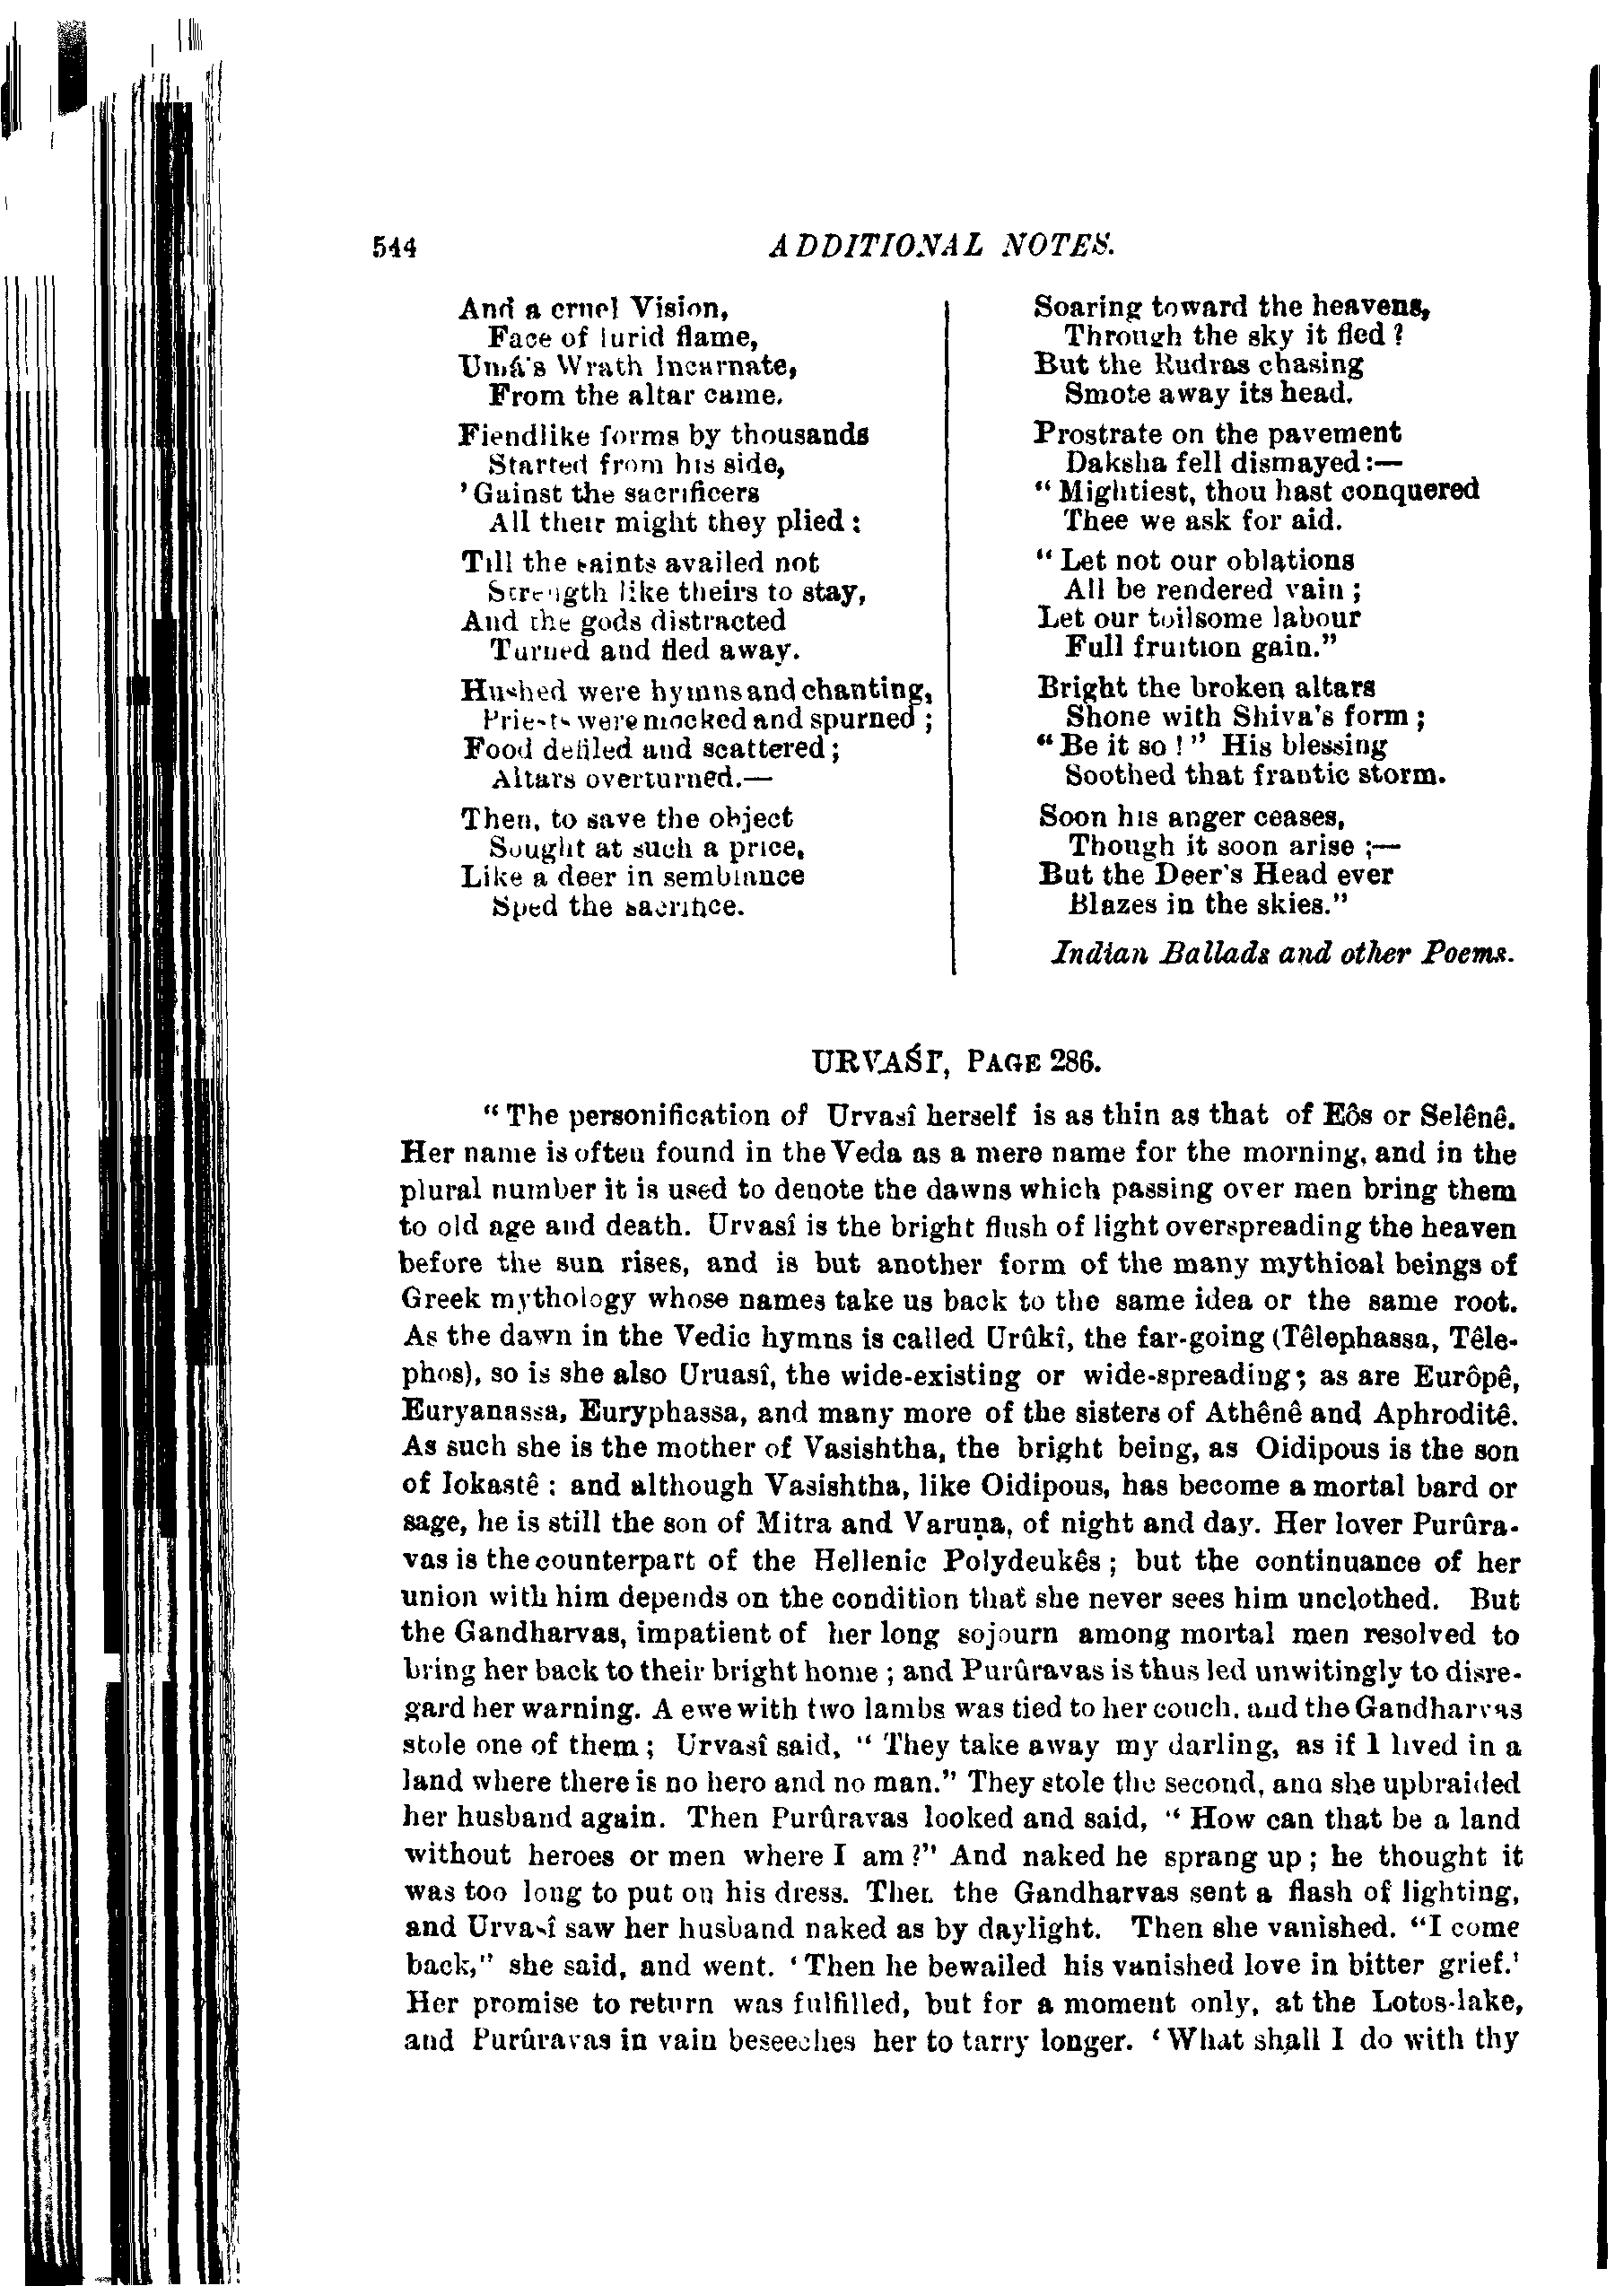 544
ADDITIONAL NOTES.
And a cruel Vision,
Face of lurid flame,
Umá's Wrath Incarnate,
From the altar came.
Fiendlike forms by thousands
Started from his side,
'Gainst the sacrificers
All their might they plied:
Till the saints availed not
Strength like theirs to stay,
And the gods distracted
Turned and fled away.
Hushed were hymns and chanting,
Priests were mocked and spurned;
Food defiled and scattered;
Altars overturned.—
Then, to save the object
Sought at such a price,
Like a deer in semblance
Sped the sacrifice.
Soaring toward the heavens,
Through the sky it fled?
But the Rudras chasing
Smote away its head.
Prostrate on the pavement
Daksha fell dismayed:—
"Mightiest, thou hast conquered
Thee we ask for aid.
"Let not our oblations
All be rendered vain;
Let our toilsome labour
Full fruition gain."
Bright the broken altars
Shone with Shiva's form;
"Be it so!" His blessing
Soothed that frantic storm.
Soon his anger ceases,
Though it soon arise;—
But the Deer's Head ever
Blazes in the skies."
Indian Ballads and other Poems.
URVAŚÍ, PAGE 286.
"The personification of Urvasî herself is as thin as that of Eôs or Selênê.
Her name is often found in the Veda as a mere name for the morning, and in the
plural number it is used to denote the dawns which passing over men bring them
to old age and death. Urvasî is the bright flush of light overspreading the heaven
before the sun rises, and is but another form of the many mythical beings of
Greek mythology whose names take us back to the same idea or the same root.
As the dawn in the Vedic hymns is called Urûkî, the far-going (Têlephassa, Têle-
phos), so is she also Uruasî, the wide-existing or wide-spreading; as are Eurôpê,
Euryanassa, Euryphassa, and many more of the sisters of Athênê and Aphroditê.
As such she is the mother of Vasishtha, the bright being, as Oidipous is the son
of Iokastê: and although Vasishtha, like Oidipous, has become a mortal bard or
sage, he is still the son of Mitra and Varuṇa, of night and day. Her lover Purûra-
vas is the counterpart of the Hellenic Polydeukês; but the continuance of her
union with him depends on the condition that she never sees him unclothed. But
the Gandharvas, impatient of her long sojourn among mortal men resolved to
bring her back to their bright home; and Purûravas is thus led unwitingly to disre-
gard her warning. A ewe with two lambs was tied to her couch, and the Gandharvas
stole one of them; Urvasî said, "They take away my darling, as if I lived in a
land where there is no hero and no man." They stole the second, and she upbraided
her husband again. Then Purûravas looked and said, "How can that be a land
without heroes or men where I am?" And naked he sprang up; he thought it
was too long to put on his dress. Then the Gandharvas sent a flash of lighting,
and Urvasî saw her husband naked as by daylight. Then she vanished. "I come
back," she said, and went. 'Then he bewailed his vanished love in bitter grief.'
Her promise to return was fulfilled, but for a moment only, at the Lotos-lake,
and Purûravas in vain beseeches her to tarry longer. 'What shall I do with thy